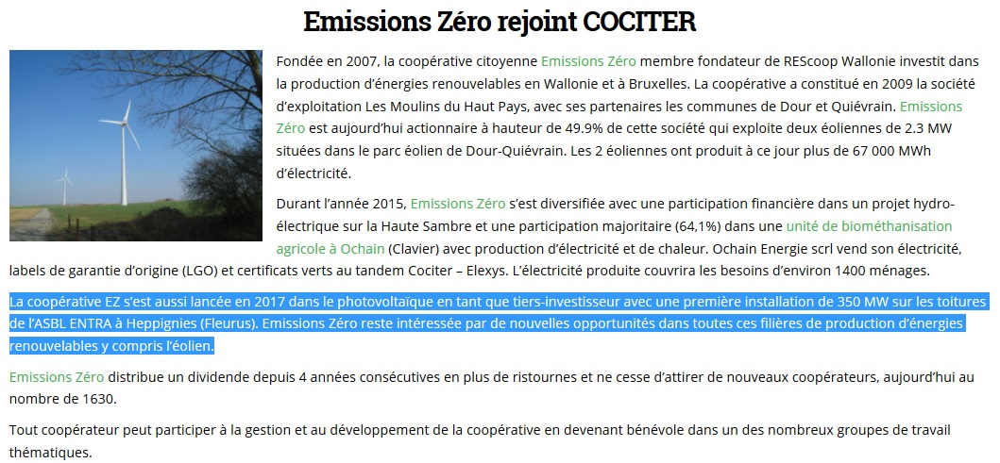 Emissions Zéro rejoint COCITER
Fondée en 2007, la coopérative citoyenne Emissions Zéro membre fondateur de REScoop Wallonie investit dans
la production d’énergies renouvelables en Wallonie et à Bruxelles. La coopérative a constitué en 2009 la société
d’exploitation Les Moulins du Haut Pays, avec ses partenaires les communes de Dour et Quiévrain. Emissions
Zéro est aujourd’hui actionnaire à hauteur de 49.9% de cette société qui exploite deux éoliennes de 2.3 MW
situées dans le parc éolien de Dour-Quiévrain. Les 2 éoliennes ont produit à ce jour plus de 67 000 MWh
d’électricité.
Durant l’année 2015, Emissions Zéro s’est diversifiée avec une participation financière dans un projet hydro-
électrique sur la Haute Sambre et une participation majoritaire (64,1%) dans une unité de biométhanisation
agricole à Ochain (Clavier) avec production d’électricité et de chaleur. Ochain Energie scrl vend son électricité,
labels de garantie d’origine (LGO) et certificats verts au tandem Cociter – Elexys. L’électricité produite couvrira les besoins d’environ 1400 ménages.
La coopérative EZ s’est aussi lancée en 2017 dans le photovoltaïque en tant que tiers-investisseur avec une première installation de 350 MW sur les toitures
de l’ASBL ENTRA à Heppignies (Fleurus). Emissions Zéro reste intéressée par de nouvelles opportunités dans toutes ces filières de production d’énergies
renouvelables y compris l’éolien.
Emissions Zéro distribue un dividende depuis 4 années consécutives en plus de ristournes et ne cesse d’attirer de nouveaux coopérateurs, aujourd’hui au
nombre de 1630.
Tout coopérateur peut participer à la gestion et au développement de la coopérative en devenant bénévole dans un des nombreux groupes de travail
thématiques.